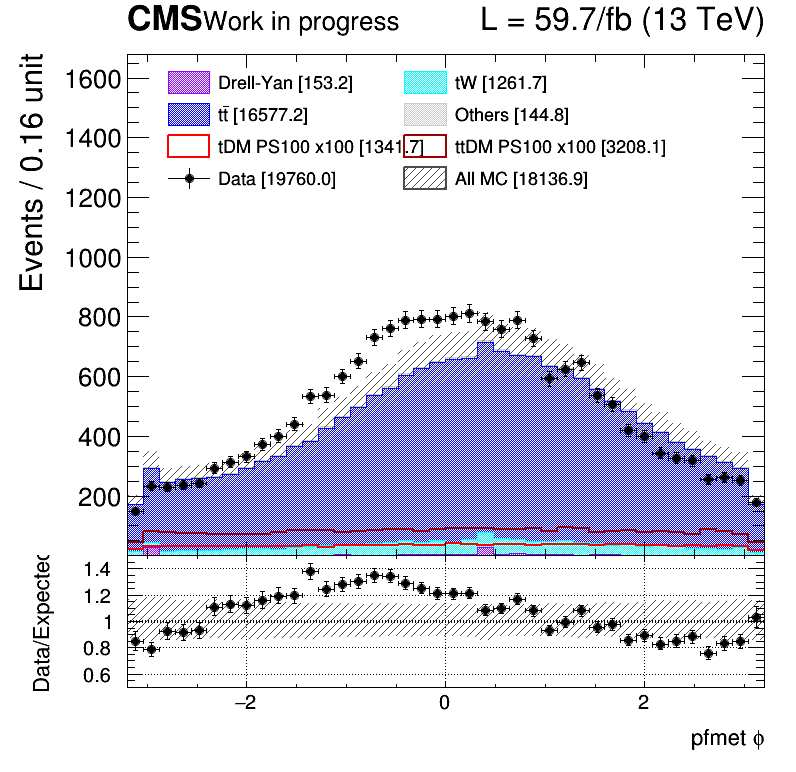 CMS Work in progress L = 59.7/fb (13 TeV)
Events / 0.16 unit
1600
1400
1200
1000
800
600
400
200
Drell-Yan [153.2] tW [1261.7]
tt̄ [16577.2] Others [144.8]
tDM PS100 x100 [1341.7] ttDM PS100 x100 [3208.1]
Data [19760.0] All MC [18136.9]
Data/Expected
1.4
1.2
1
0.8
0.6
−2 0 2
pfmet ϕ